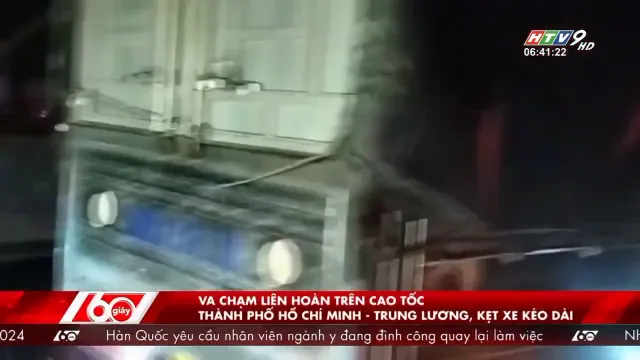 HTV9 HD
06:41:22
VA CHẠM LIÊN HOÀN TRÊN CAO TỐC
60 giây
THÀNH PHỐ HỒ CHÍ MINH - TRUNG LƯƠNG, KẸT XE KÉO DÀI
024
Hàn Quốc yêu cầu nhân viên ngành y đang đình công quay lại làm việc
60
Nh